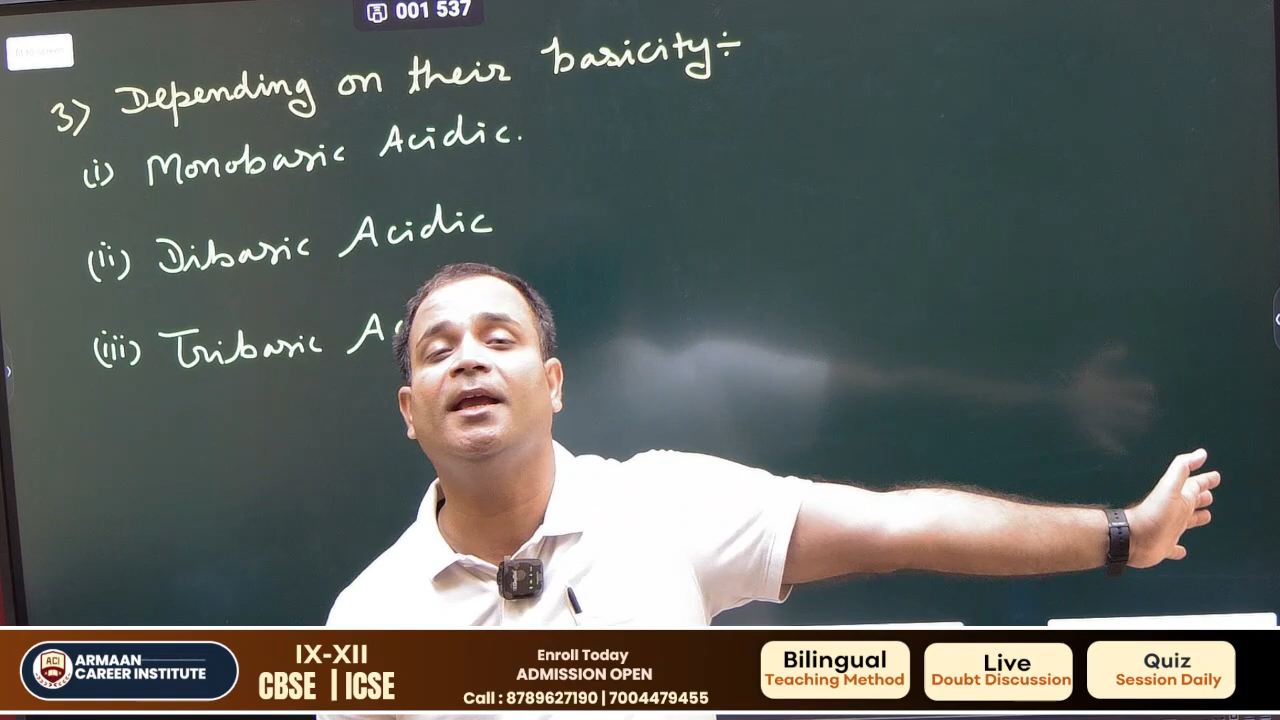 001 537
3) Depending on their basicity÷
(i) Monobasic Acidic.
(ii) Dibasic Acidic
(iii) Tribasic Ac
ACI
ARMAAN
CAREER INSTITUTE
IX-XII
CBSE | ICSE
Enroll Today
ADMISSION OPEN
Call : 8789627190 | 7004479455
Bilingual
Teaching Method
Live
Doubt Discussion
Quiz
Session Daily